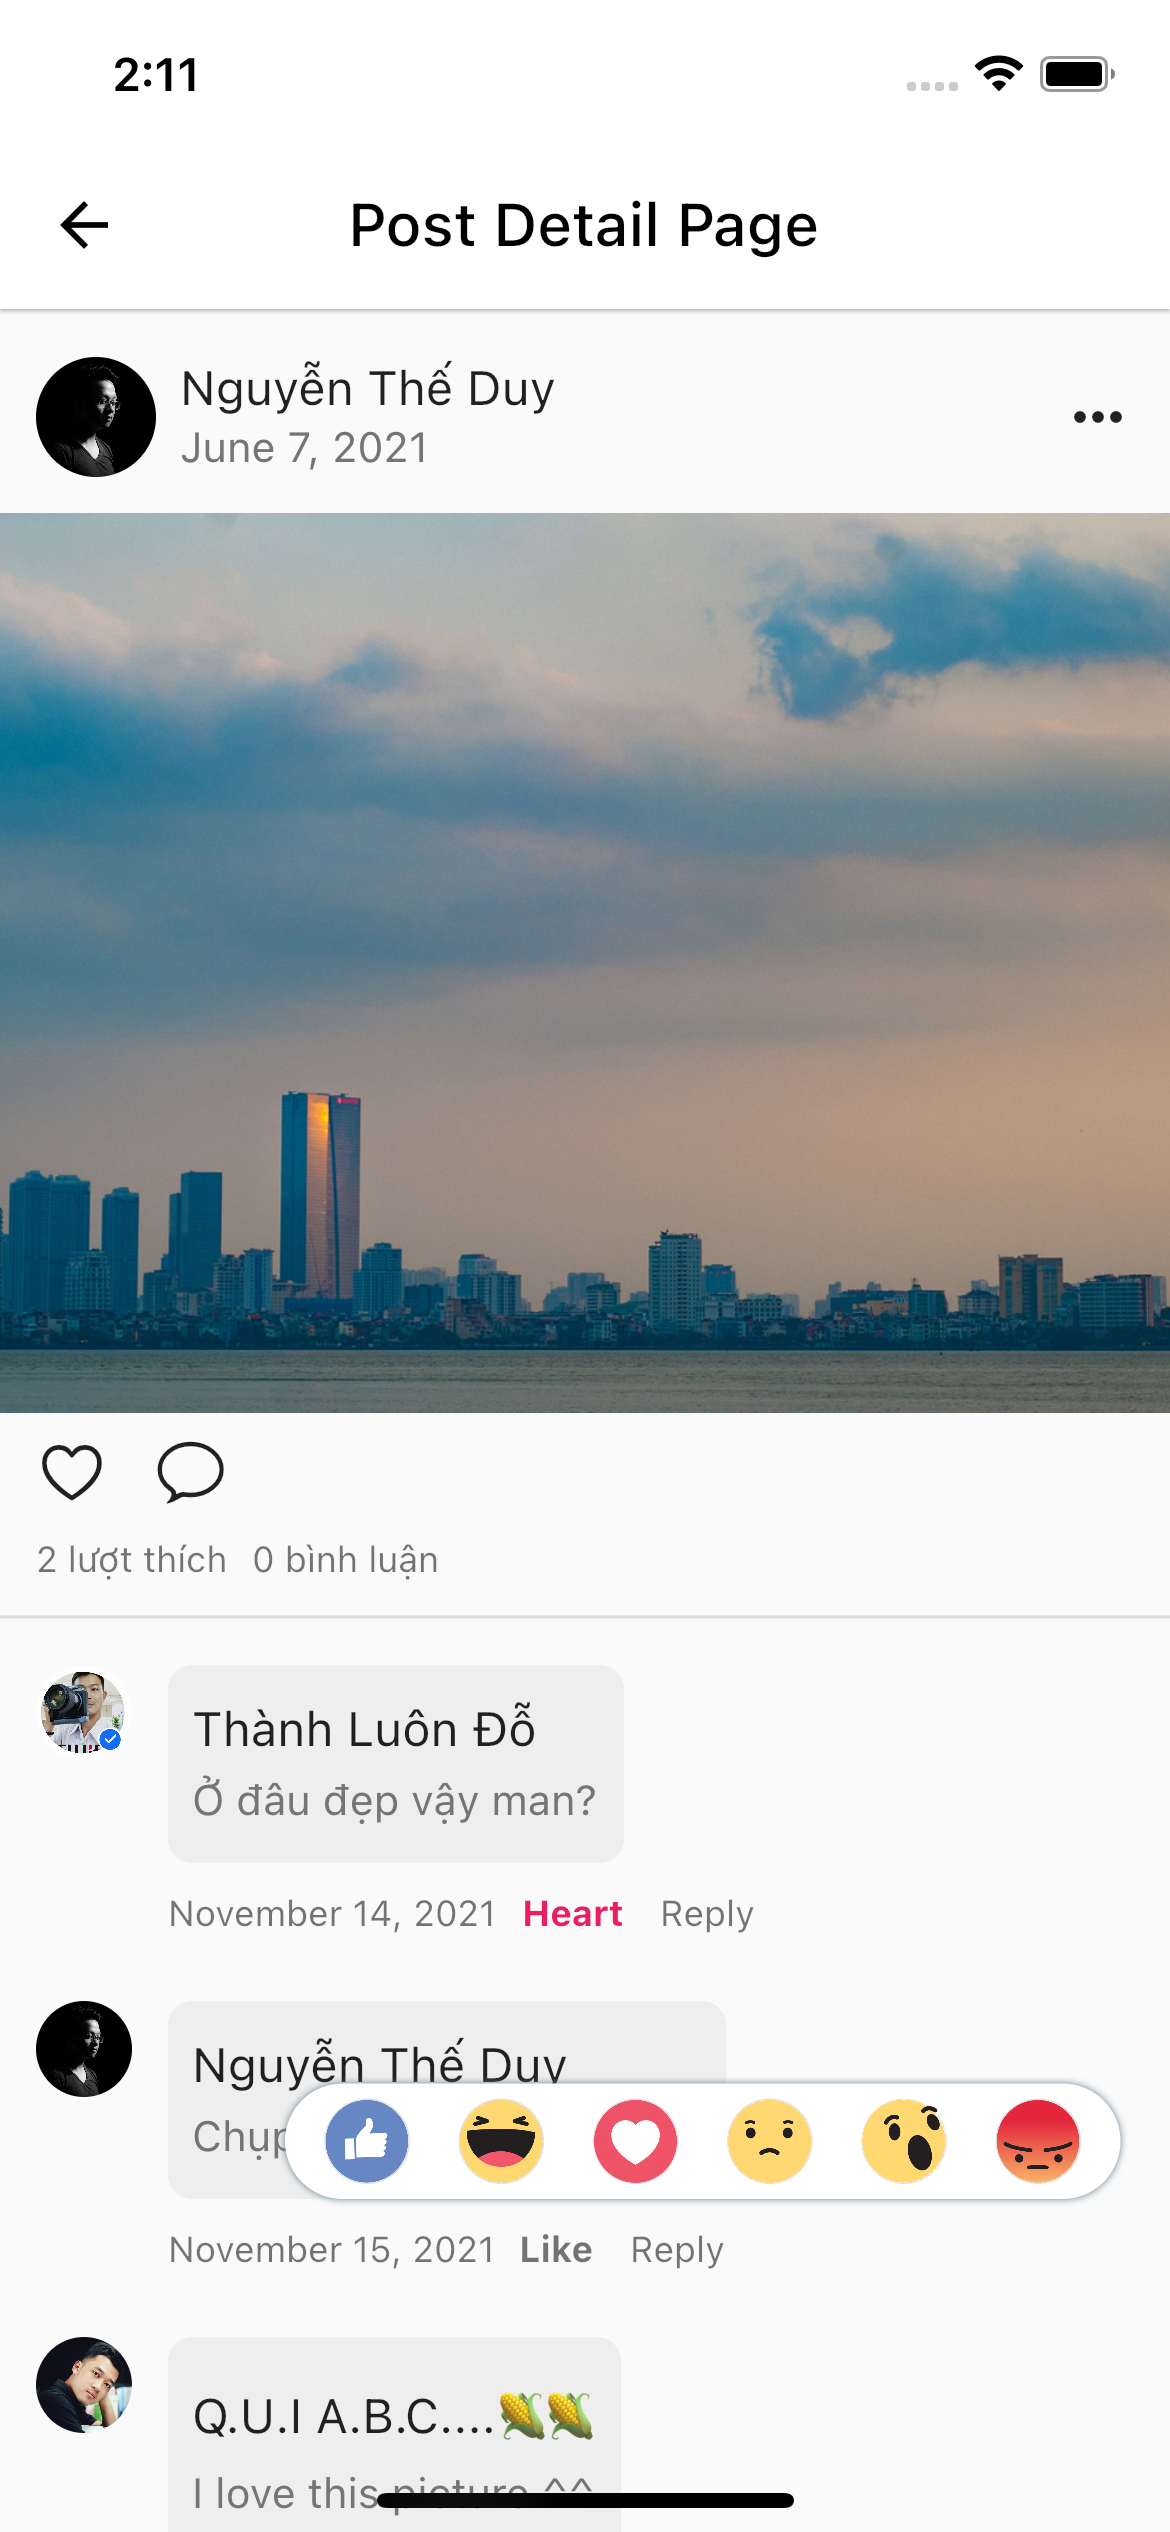 2:11
Post Detail Page
Nguyễn Thế Duy
June 7, 2021
2 lượt thích 0 bình luận
Thành Luôn Đỗ
Ở đâu đẹp vậy man?
November 14, 2021 Heart Reply
Nguyễn Thế Duy
November 15, 2021 Like Reply
Q.U.I A.B.C....🌽🌽
I love this picture ^^